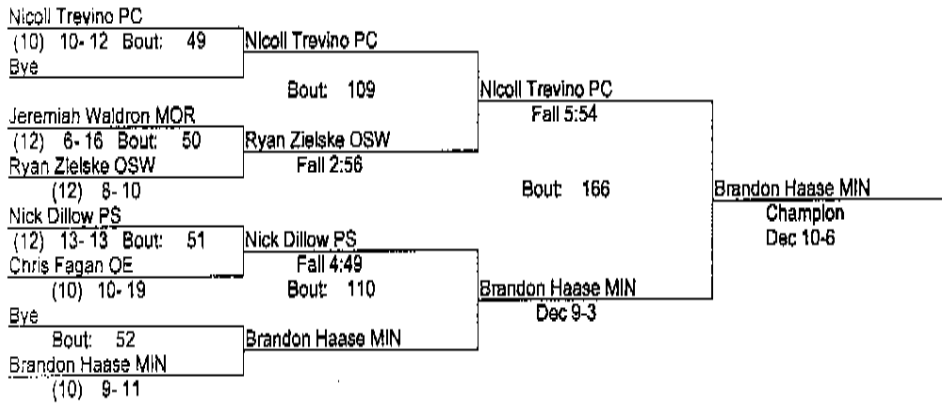 Nicoll Trevino PC
(10) 10-12 Bout: 49
Bye
Nicoll Trevino PC
Bout: 109
Jeremiah Waldron MOR
(12) 6-16 Bout: 50
Ryan Zielske OSW
(12) 8-10
Ryan Zielske OSW
Fall 2:56
Nicoll Trevino PC
Fall 5:54
Bout: 166
Nick Dillow PS
(12) 13-13 Bout: 51
Chris Fagan OE
(10) 10-19
Nick Dillow PS
Fall 4:49
Bout: 110
Bye
Bout: 52
Brandon Haase MIN
(10) 9-11
Brandon Haase MIN
Brandon Haase MIN
Dec 9-3
Brandon Haase MIN
Champion
Dec 10-6